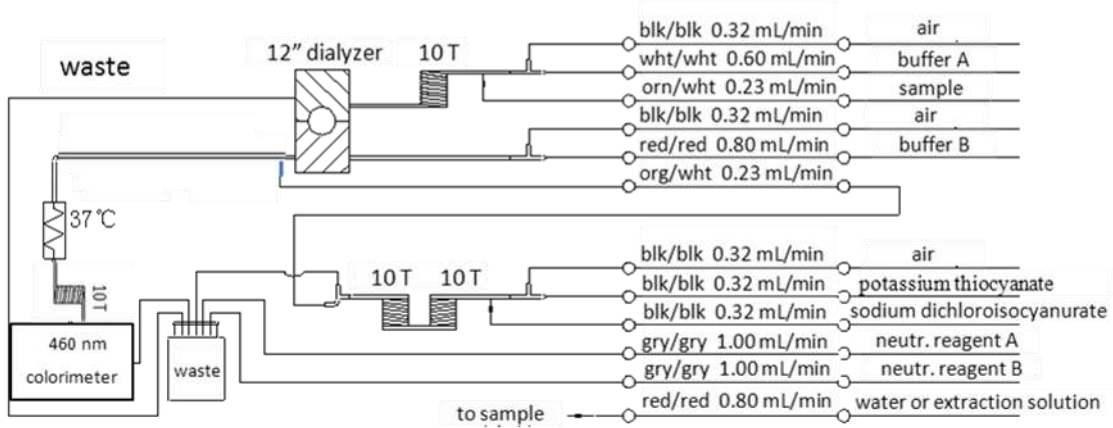 blk/blk 0.32 mL/min air
12″ dialyzer 10 T wht/wht 0.60 mL/min buffer A
waste
orn/wht 0.23 mL/min sample
blk/blk 0.32 mL/min air
red/red 0.80 mL/min buffer B
org/wht 0.23 mL/min
37℃
blk/blk 0.32 mL/min air
10 T 10 T blk/blk 0.32 mL/min potassium thiocyanate
10T
blk/blk 0.32 mL/min sodium dichloroisocyanurate
460 nm
colorimeter
waste
gry/gry 1.00 mL/min neutr. reagent A
gry/gry 1.00 mL/min neutr. reagent B
to sample red/red 0.80 mL/min water or extraction solution